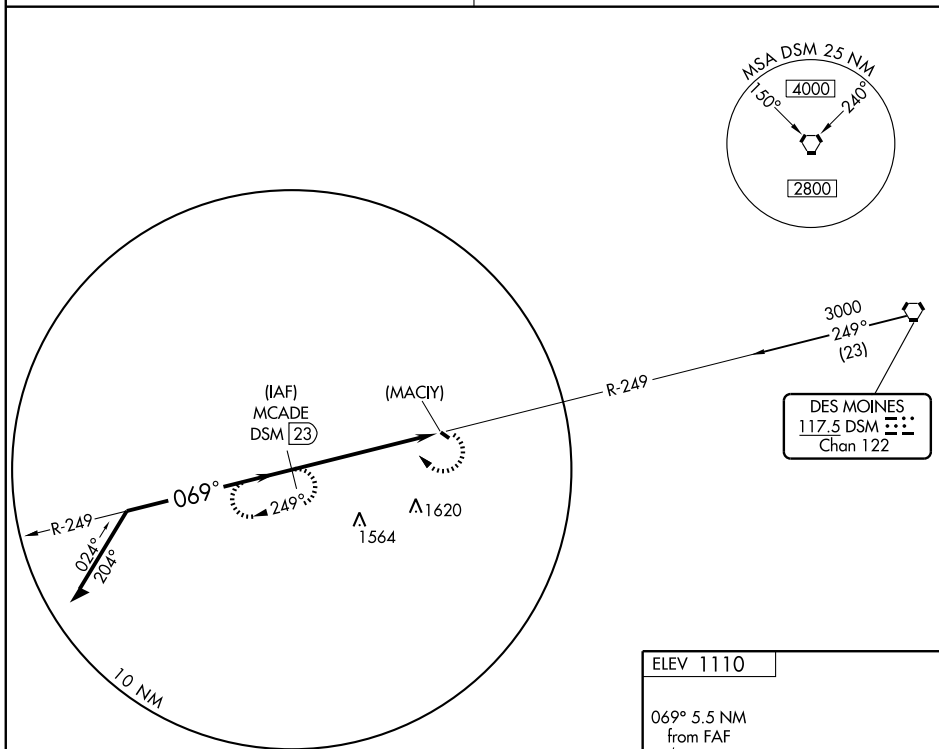 MSA DSM 25 NM
150°
4000
240°
2800
3000
249°
(23)
R-249
DES MOINES
117.5 DSM
Chan 122
(IAF)
MCADE
DSM 23
(MACIY)
069°
249°
R-249
024°
204°
1564
1620
10 NM
ELEV 1110
069° 5.5 NM
from FAF